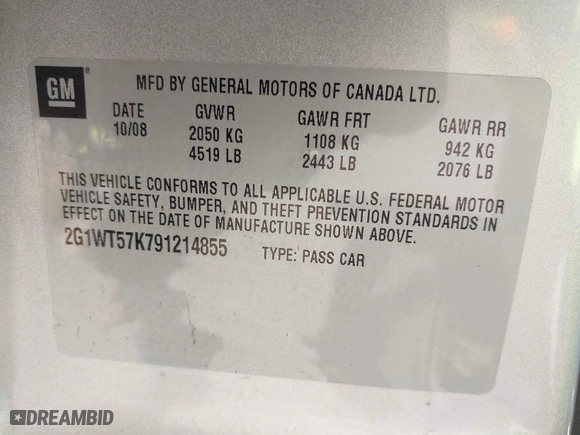 GM
MFD BY GENERAL MOTORS OF CANADA LTD.
DATE GVWR GAWR FRT GAWR RR
10/08 2050 KG 1108 KG 942 KG
4519 LB 2443 LB 2076 LB
THIS VEHICLE CONFORMS TO ALL APPLICABLE U.S. FEDERAL MOTOR
VEHICLE SAFETY, BUMPER, AND THEFT PREVENTION STANDARDS IN
EFFECT ON THE DATE OF MANUFACTURE SHOWN ABOVE.
2G1WT57K791214855 TYPE: PASS CAR
DREAMBID